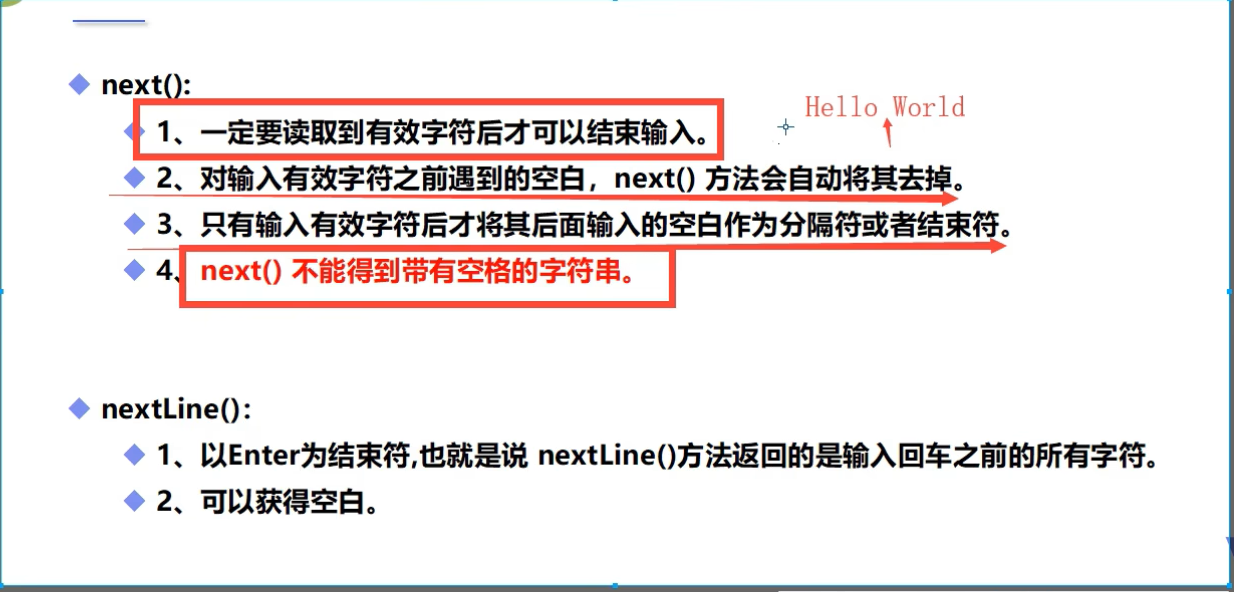 next():
Hello World
1、一定要读取到有效字符后才可以结束输入。
2、对输入有效字符之前遇到的空白，next() 方法会自动将其去掉。
3、只有输入有效字符后才将其后面输入的空白作为分隔符或者结束符。
4、next() 不能得到带有空格的字符串。
nextLine()：
1、以Enter为结束符,也就是说 nextLine()方法返回的是输入回车之前的所有字符。
2、可以获得空白。